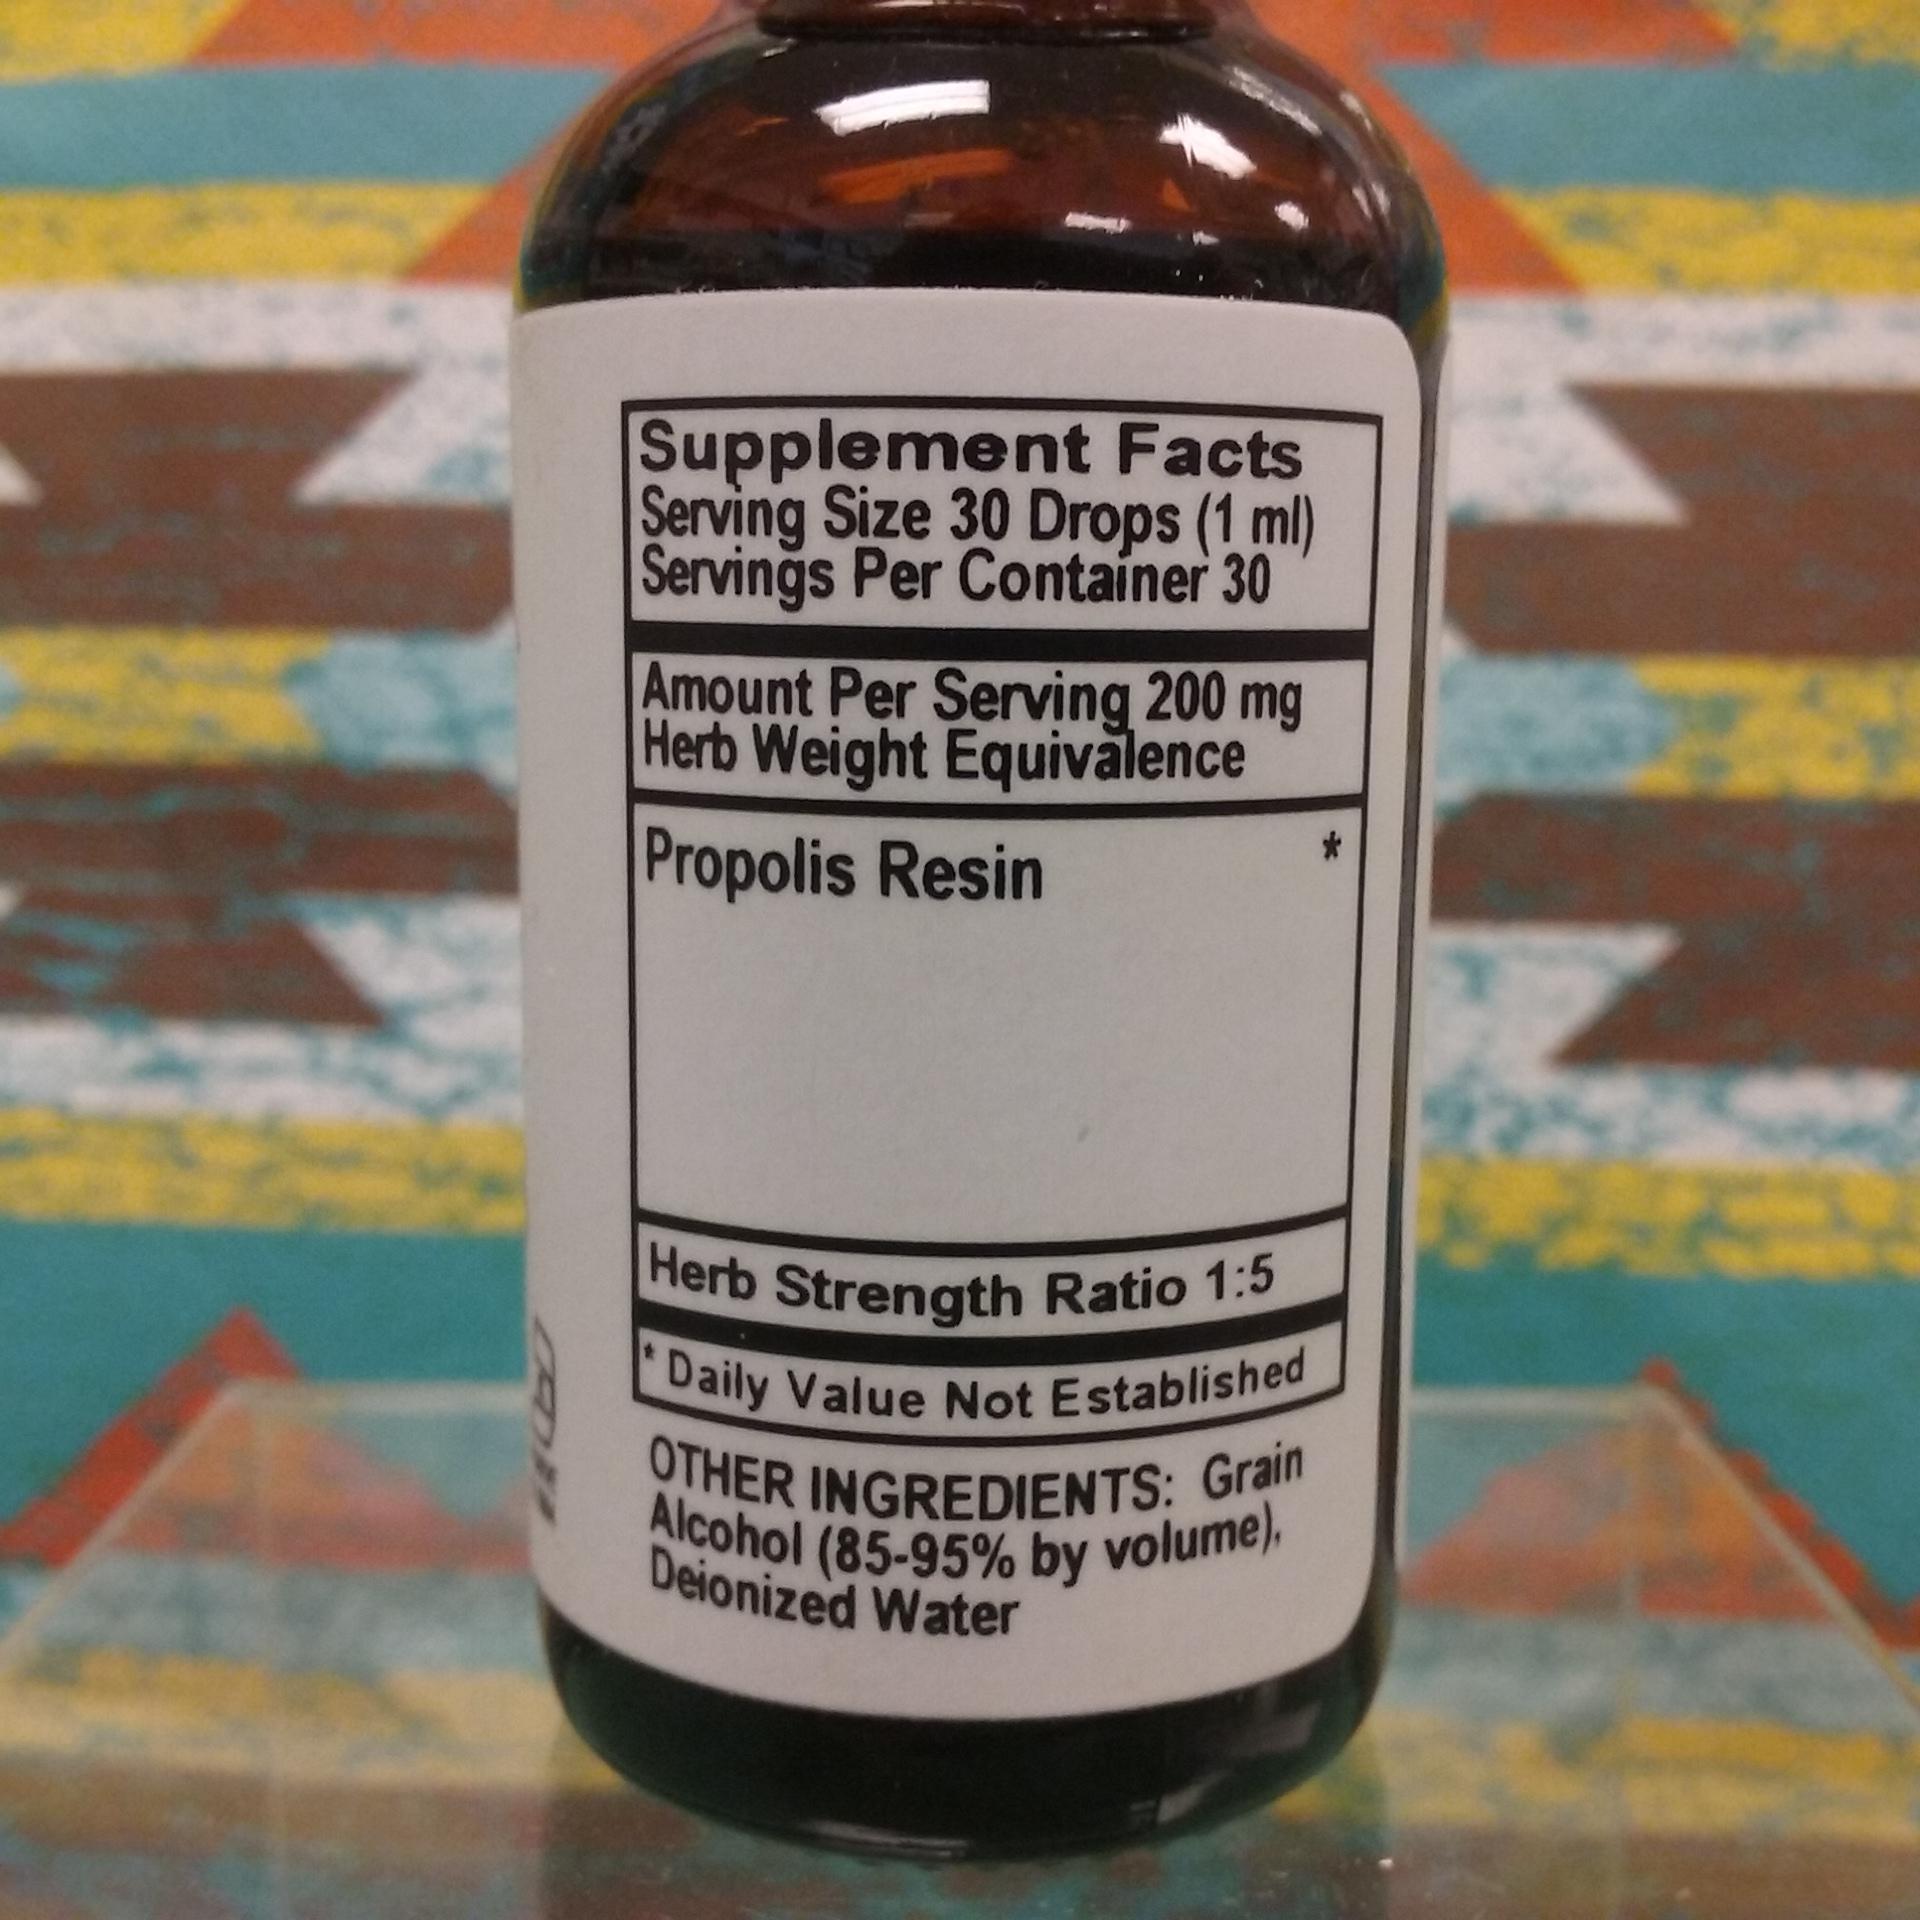 Supplement Facts
Serving Size 30 Drops (1 ml)
Servings Per Container 30
Amount Per Serving 200 mg
Herb Weight Equivalence
Propolis Resin *
Herb Strength Ratio 1:5
* Daily Value Not Established
OTHER INGREDIENTS: Grain
Alcohol (85-95% by volume),
Deionized Water